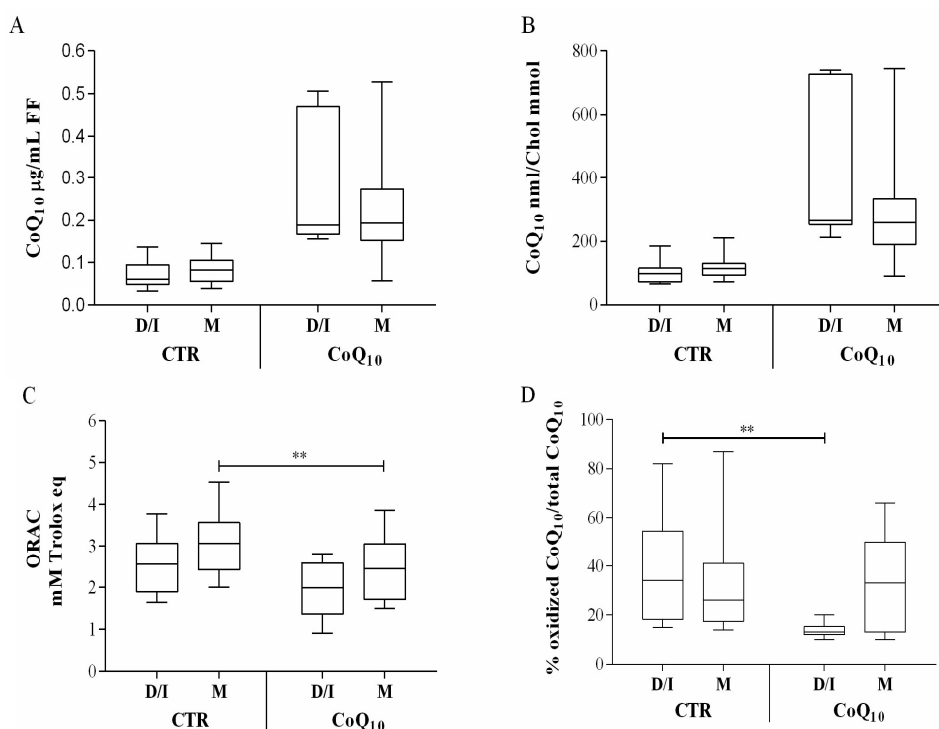 A
CoQ10 µg/mL FF
0.6
0.5
0.4
0.3
0.2
0.1
0.0
D/I M D/I M
CTR CoQ10
B
CoQ10 nml/Chol mmol
800
600
400
200
0
D/I M D/I M
CTR CoQ10
C
ORAC
mM Trolox eq
6
5
4
3
2
1
0
**
D/I M D/I M
CTR CoQ10
D
% oxidized CoQ10/total CoQ10
100
80
60
40
20
0
**
D/I M D/I M
CTR CoQ10